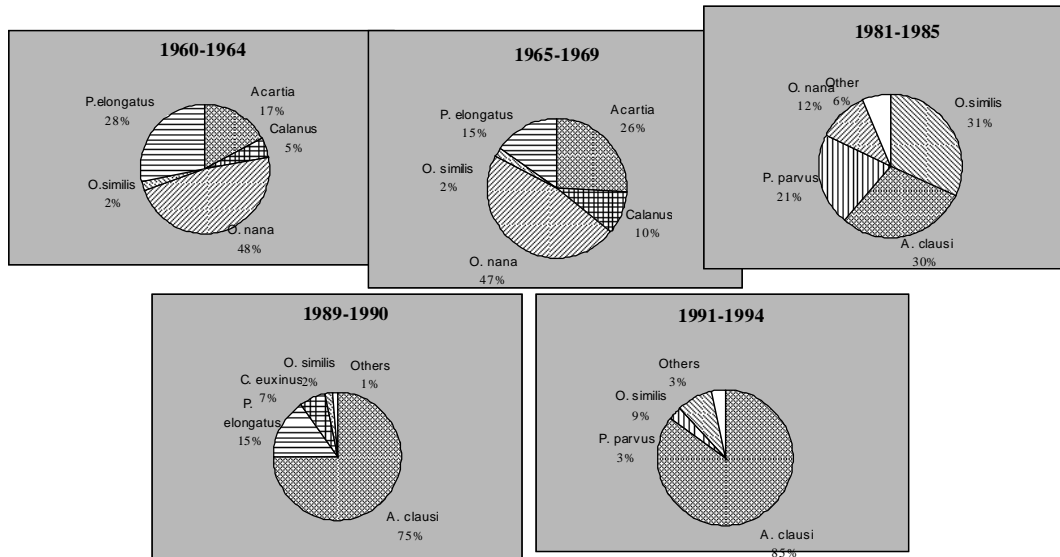 1960-1964
P.elongatus
28%
Acartia
17%
Calanus
5%
O.similis
2%
O. nana
48%
1965-1969
P. elongatus
15%
Acartia
26%
O. similis
2%
Calanus
10%
O. nana
47%
1981-1985
O. nana
12%
Other
6%
O.similis
31%
P. parvus
21%
A. clausi
30%
1989-1990
O. similis
2%
Others
1%
C. euxinus
7%
P.
elongatus
15%
A. clausi
75%
1991-1994
Others
3%
O. similis
9%
P. parvus
3%
A. clausi
85%